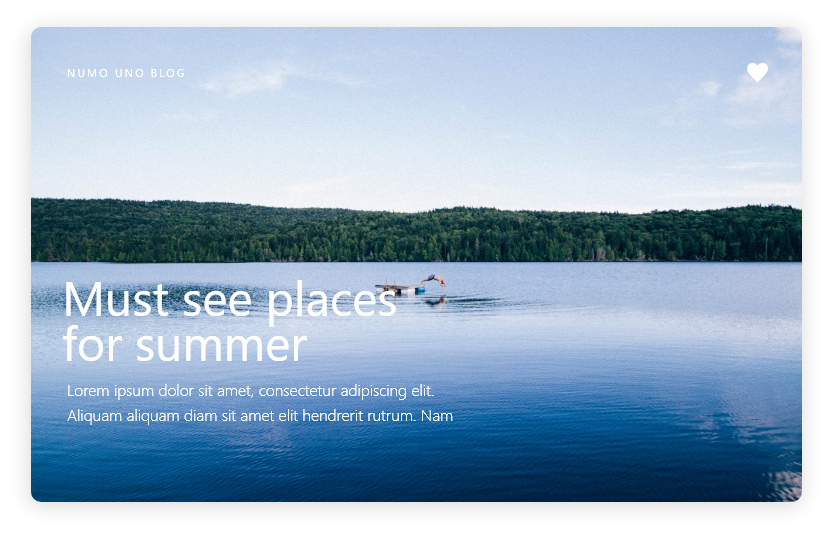 NUMO UNO BLOG
Must see places
for summer
Lorem ipsum dolor sit amet, consectetur adipiscing elit.
Aliquam aliquam diam sit amet elit hendrerit rutrum. Nam